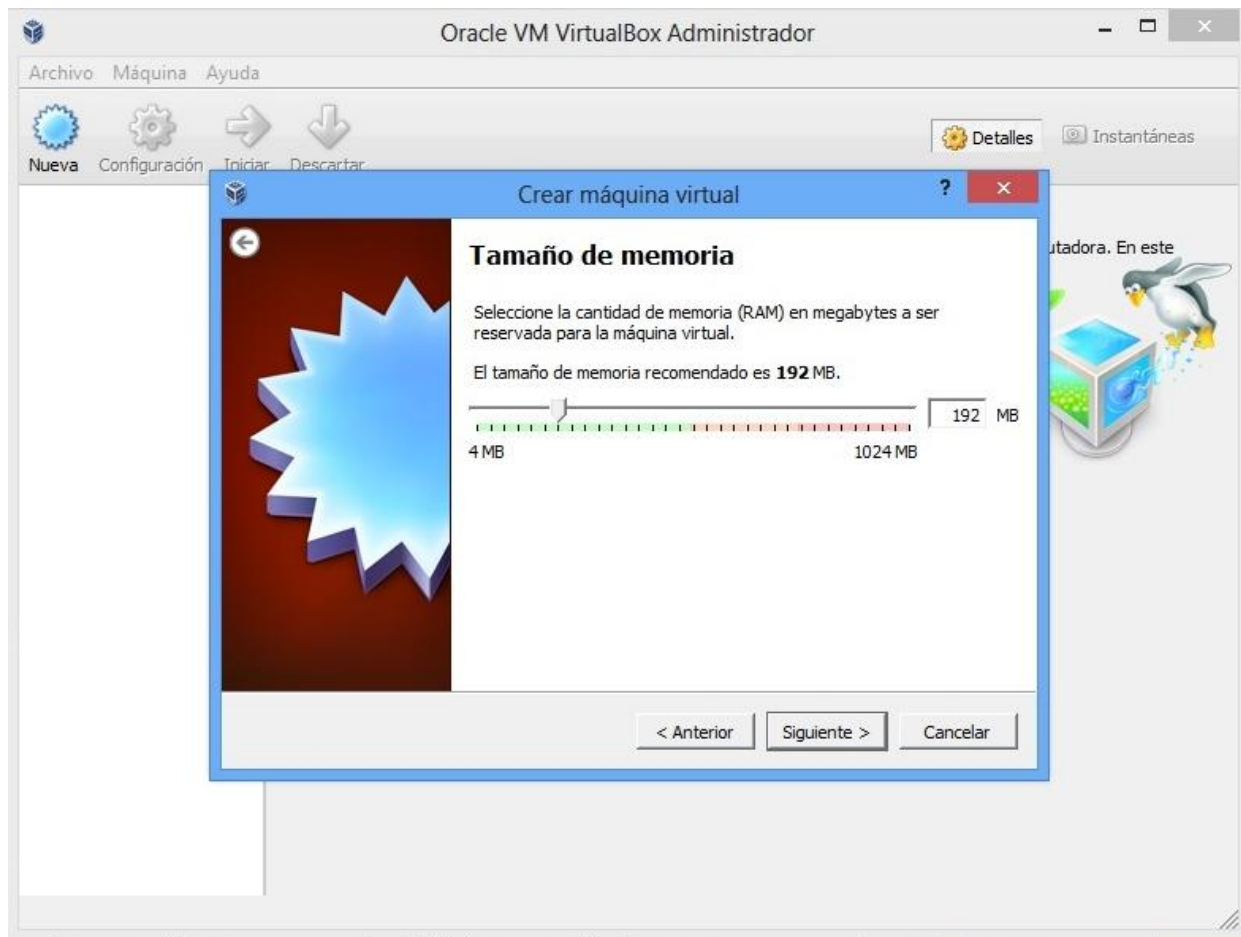 Oracle VM VirtualBox Administrador
Archivo Máquina Ayuda
Nueva Configuración Iniciar Descartar
Detalles Instantáneas
Crear máquina virtual ?
utadora. En este
Tamaño de memoria
Seleccione la cantidad de memoria (RAM) en megabytes a ser
reservada para la máquina virtual.
El tamaño de memoria recomendado es 192 MB.
192 MB
4 MB 1024 MB
< Anterior Siguiente > Cancelar